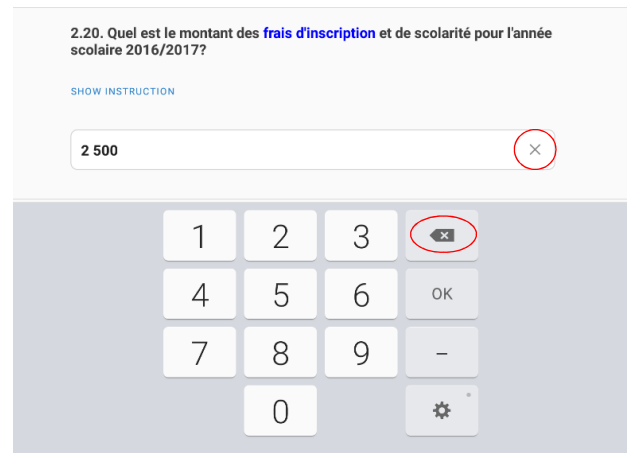 2.20. Quel est le montant des frais d'inscription et de scolarité pour l'année
scolaire 2016/2017?
SHOW INSTRUCTION
2 500
1 2 3
4 5 6 OK
7 8 9 –
0